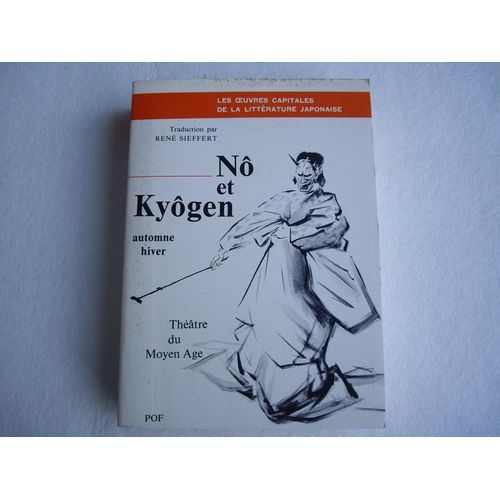 LES ŒUVRES CAPITALES
DE LA LITTÉRATURE JAPONAISE
Traduction par
RENÉ SIEFFERT
Nô
et
Kyôgen
automne
hiver
Théâtre
du
Moyen Age
POF